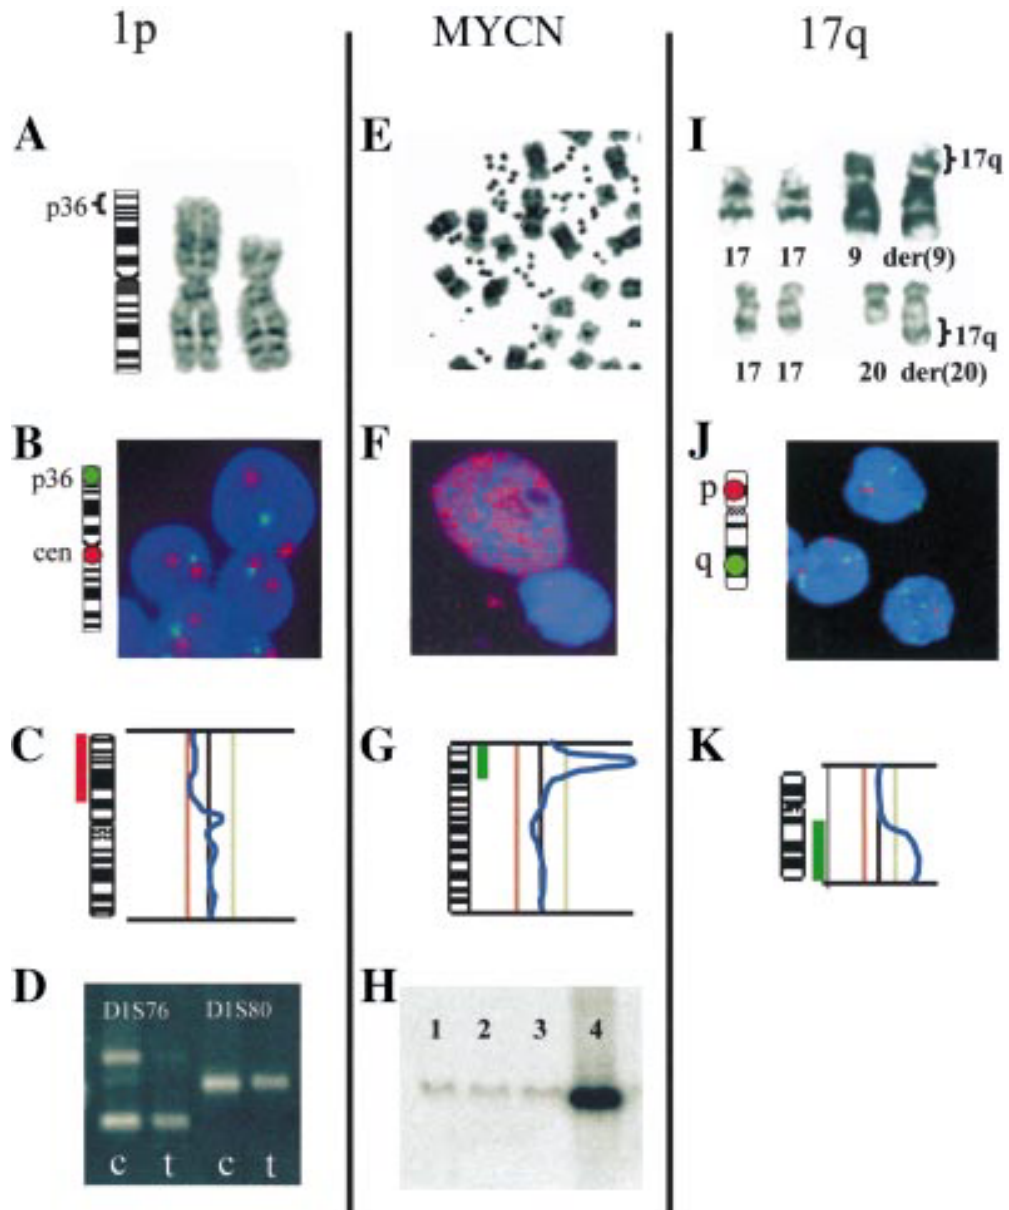 1p
MYCN
17q
A
p36
E
I
17q
17 17 9 der(9)
17q
17 17 20 der(20)
B
p36
cen
F
J
p
q
C
G
K
D
D1S76 D1S80
c t c t
H
1 2 3 4